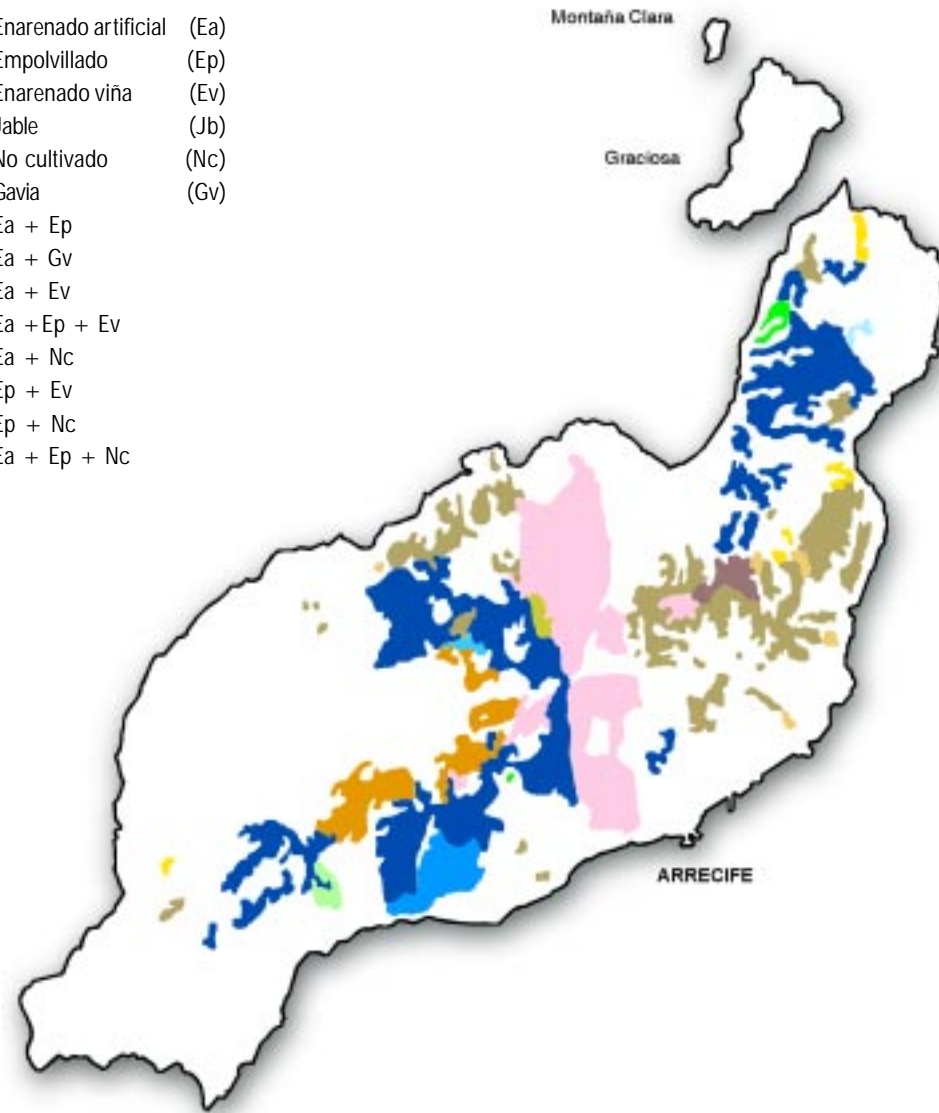 Enarenado artificial (Ea)
Empolvillado (Ep)
Enarenado viña (Ev)
Jable (Jb)
No cultivado (Nc)
Gavia (Gv)
Ea + Ep
Ea + Gv
Ea + Ev
Ea +Ep + Ev
Ea + Nc
Ep + Ev
Ep + Nc
Ea + Ep + Nc
Montaña Clara
Graciosa
ARRECIFE